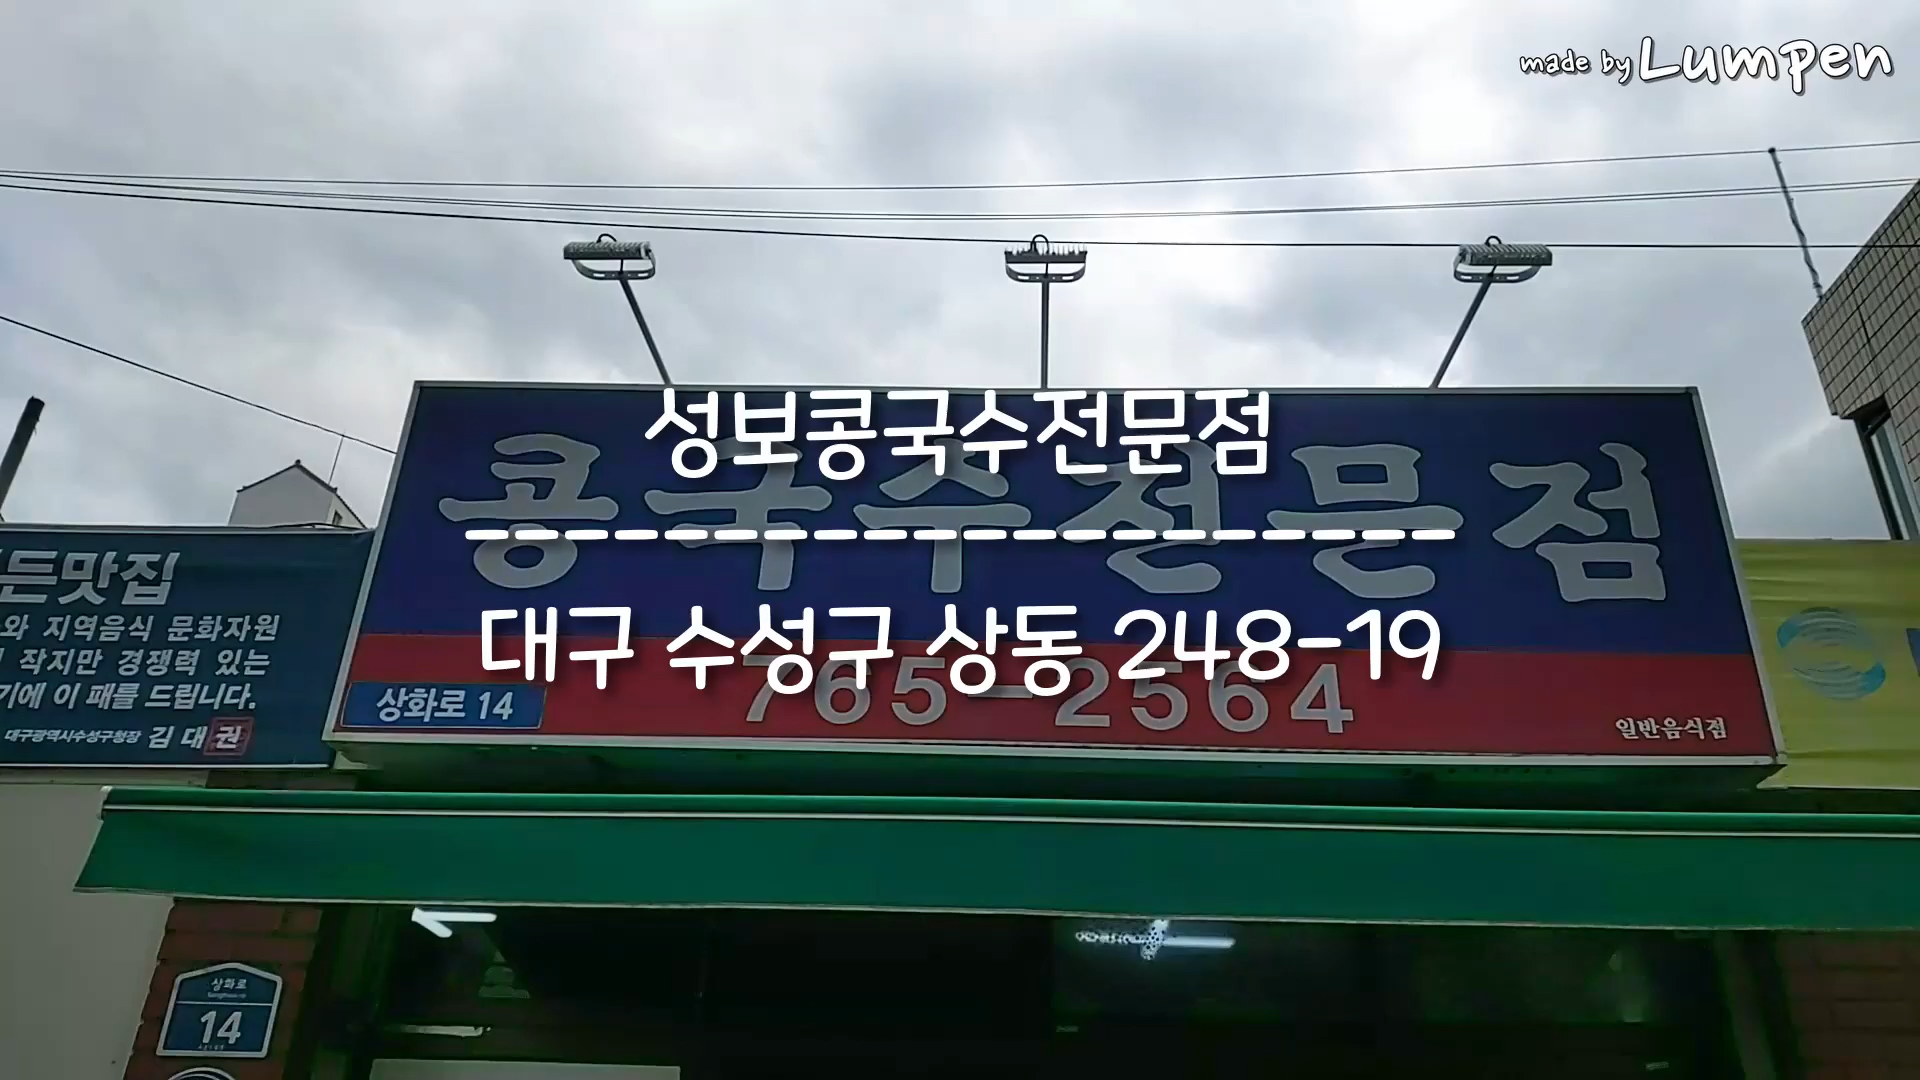 made by Lumpen
성보콩국수전문점
--------------------
대구 수성구 상동 248-19
콩국수전문점
765-2564
상화로 14
일반음식점
든맛집
와 지역음식 문화자원
작지만 경쟁력 있는
기에 이 패를 드립니다.
대구광역시수성구청장 김대권
상화로
14